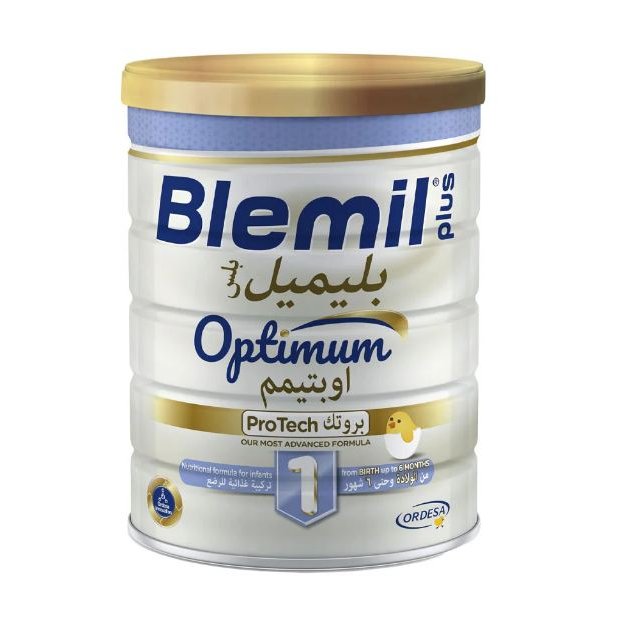 Blemil plus®
بليميل بلس
Optimum
اوبتيمم
ProTech بروتك
OUR MOST ADVANCED FORMULA
Nutritional formula for infants
تركيبة غذائية للرضع
1
from BIRTH up to 6 MONTHS
من الولادة وحتى ٦ شهور
ORDESA